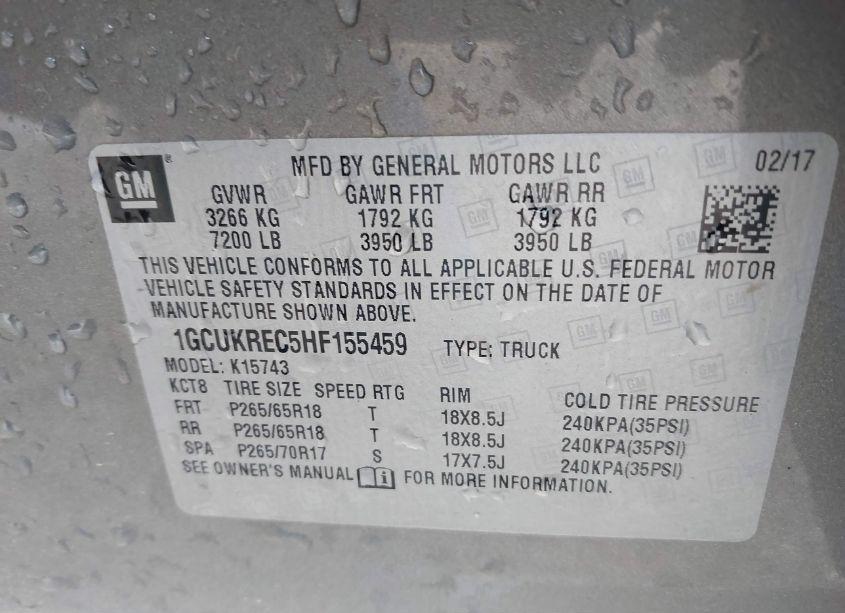 GM ® MFD BY GENERAL MOTORS LLC 02/17
GVWR GAWR FRT GAWR RR
3266 KG 1792 KG 1792 KG
7200 LB 3950 LB 3950 LB
THIS VEHICLE CONFORMS TO ALL APPLICABLE U.S. FEDERAL MOTOR
VEHICLE SAFETY STANDARDS IN EFFECT ON THE DATE OF
MANUFACTURE SHOWN ABOVE.
1GCUKREC5HF155459 TYPE: TRUCK
MODEL: K15743
KCT8 TIRE SIZE SPEED RTG RIM COLD TIRE PRESSURE
FRT P265/65R18 T 18X8.5J 240KPA(35PSI)
RR P265/65R18 T 18X8.5J 240KPA(35PSI)
SPA P265/70R17 S 17X7.5J 240KPA(35PSI)
SEE OWNER'S MANUAL FOR MORE INFORMATION.